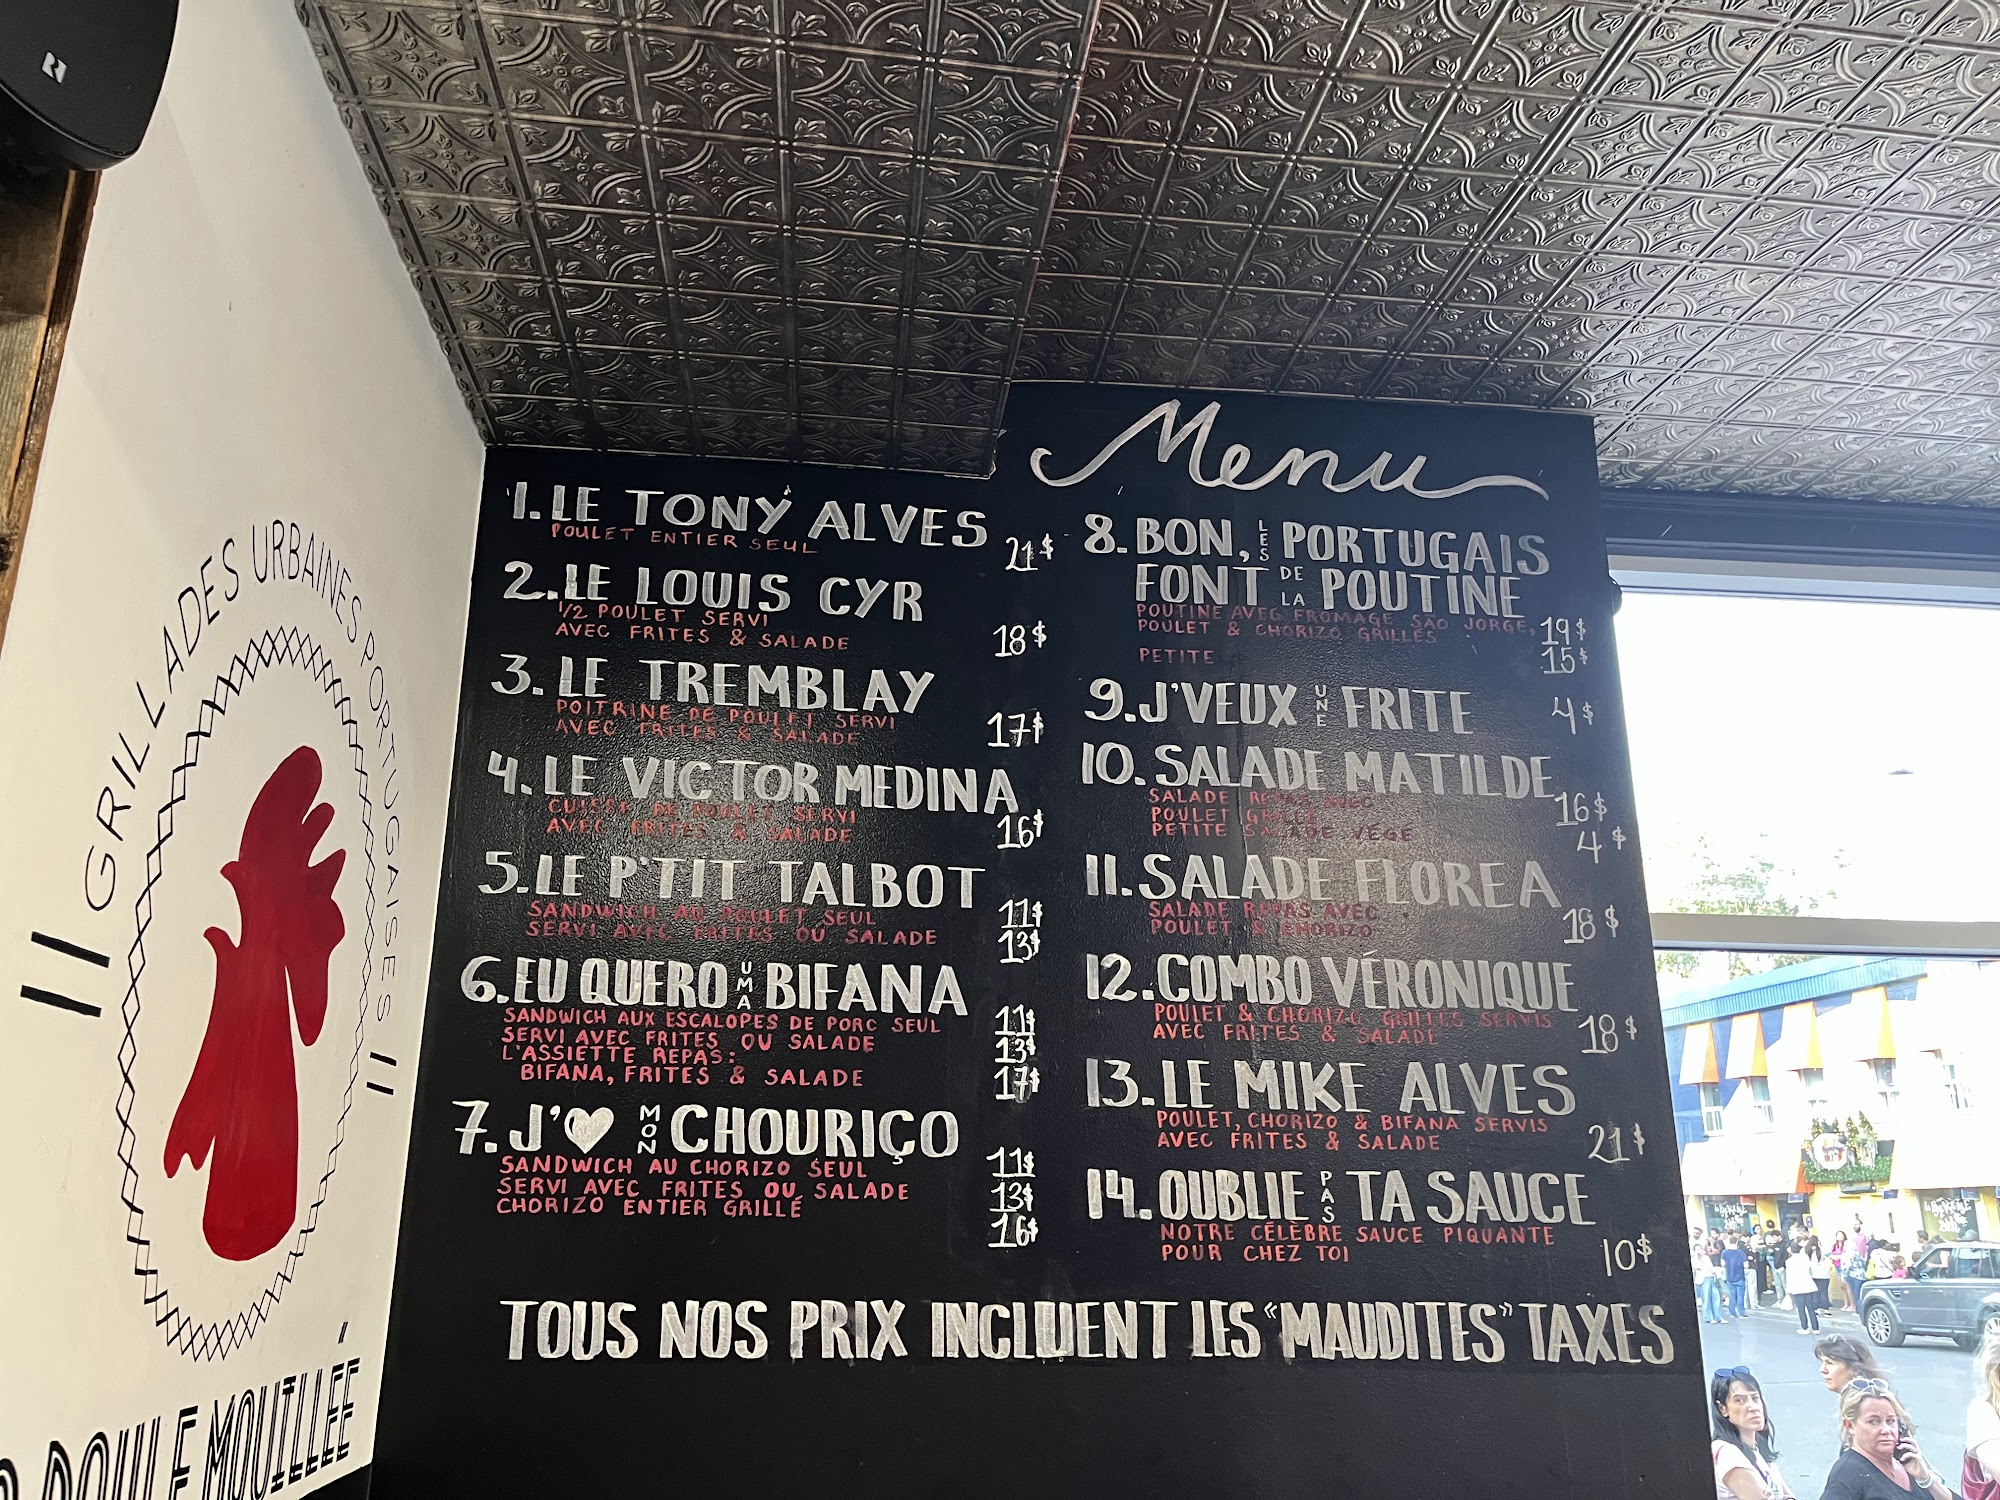 GRILLADES URBAINES PORTUGAISES
POULE MOUILLÉE
Menu
1. LE TONY ALVES
POULET ENTIER SEUL
21$
2. LE LOUIS CYR
1/2 POULET SERVI
AVEC FRITES & SALADE
18$
3. LE TREMBLAY
POITRINE DE POULET SERVI
AVEC FRITES & SALADE
17$
4. LE VICTOR MEDINA
CUISSE DE POULET SERVI
AVEC FRITES & SALADE
16$
5. LE P'TIT TALBOT
SANDWICH AU POULET SEUL 11$
SERVI AVEC FRITES OU SALADE 13$
6. EU QUERO UMA BIFANA
SANDWICH AUX ESCALOPES DE PORC SEUL 11$
SERVI AVEC FRITES OU SALADE 13$
L'ASSIETTE REPAS:
BIFANA, FRITES & SALADE 17$
7. J'♥ MON CHOURIÇO
SANDWICH AU CHORIZO SEUL 11$
SERVI AVEC FRITES OU SALADE 13$
CHORIZO ENTIER GRILLÉ 16$
8. BON, LES PORTUGAIS
FONT DE LA POUTINE
POUTINE AVEC FROMAGE SAO JORGE,
POULET & CHORIZO GRILLÉS 19$
PETITE 15$
9. J'VEUX UNE FRITE 4$
10. SALADE MATILDE
SALADE REPAS AVEC
POULET GRILLÉ 16$
PETITE SALADE VÉGÉ 4$
11. SALADE FLOREA
SALADE REPAS AVEC
POULET & CHORIZO 18$
12. COMBO VÉRONIQUE
POULET & CHORIZO GRILLÉS SERVIS
AVEC FRITES & SALADE 18$
13. LE MIKE ALVES
POULET, CHORIZO & BIFANA SERVIS
AVEC FRITES & SALADE 21$
14. OUBLIE PAS TA SAUCE
NOTRE CÉLÈBRE SAUCE PIQUANTE
POUR CHEZ TOI 10$
TOUS NOS PRIX INCLUENT LES "MAUDITES" TAXES